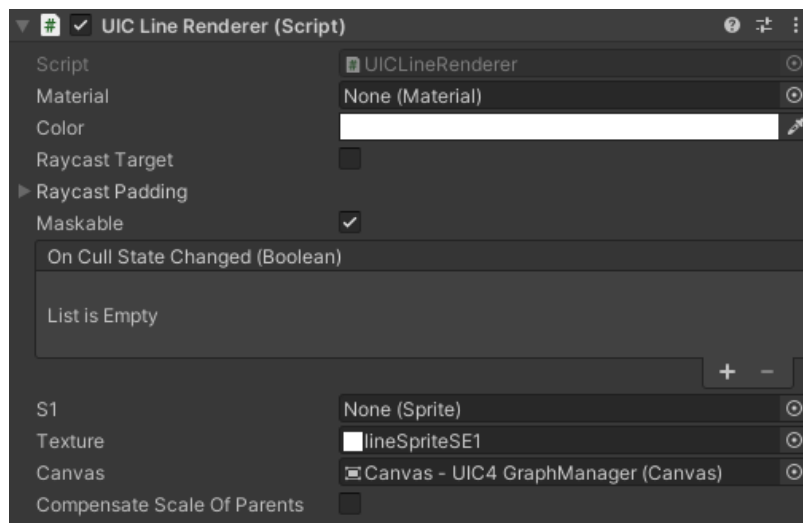 # UIC Line Renderer (Script)
Script # UICLineRenderer
Material None (Material)
Color
Raycast Target
Raycast Padding
Maskable
On Cull State Changed (Boolean)
List is Empty
+ −
S1 None (Sprite)
Texture lineSpriteSE1
Canvas Canvas - UIC4 GraphManager (Canvas)
Compensate Scale Of Parents